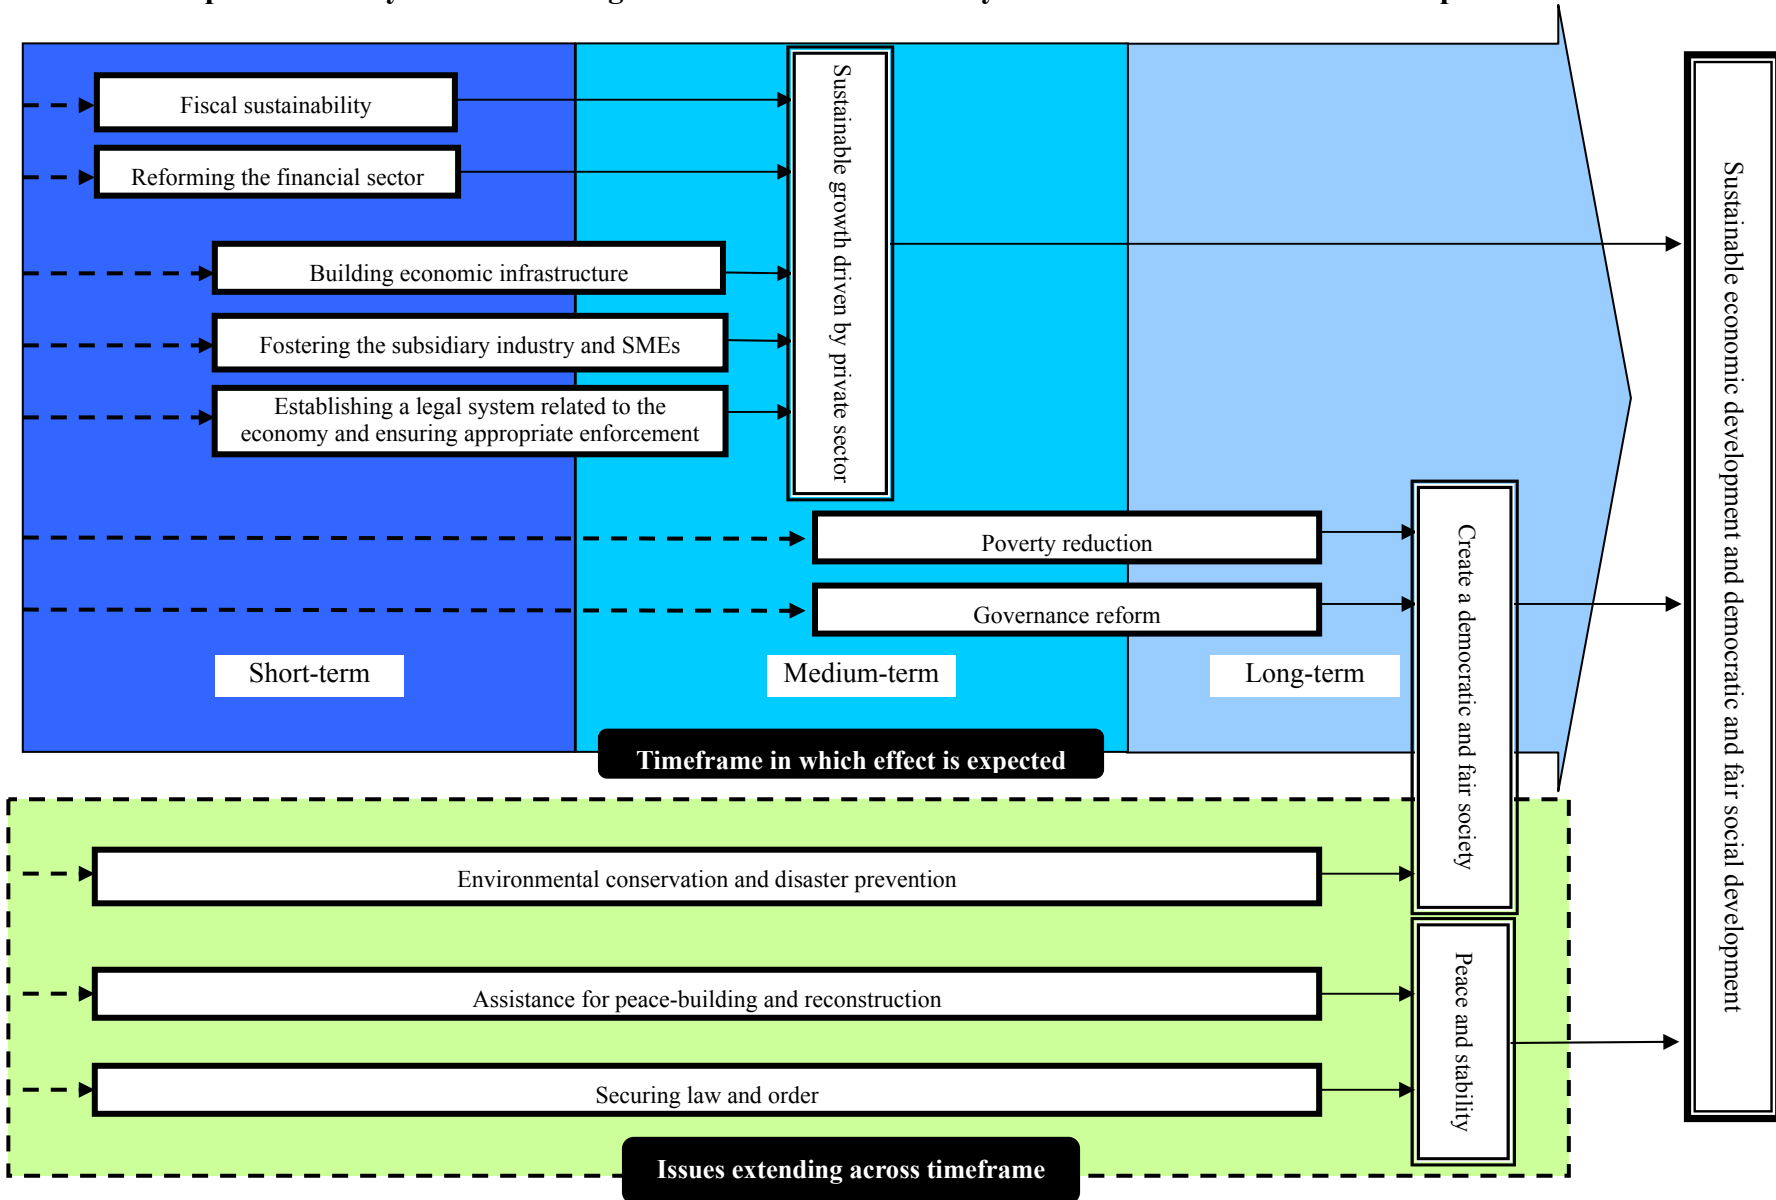 Fiscal sustainability
Reforming the financial sector
Building economic infrastructure
Fostering the subsidiary industry and SMEs
Establishing a legal system related to the
economy and ensuring appropriate enforcement
Sustainable growth driven by private sector
Poverty reduction
Governance reform
Short-term
Medium-term
Long-term
Timeframe in which effect is expected
Create a democratic and fair society
Sustainable economic development and democratic and fair social development
Environmental conservation and disaster prevention
Assistance for peace-building and reconstruction
Securing law and order
Peace and stability
Issues extending across timeframe